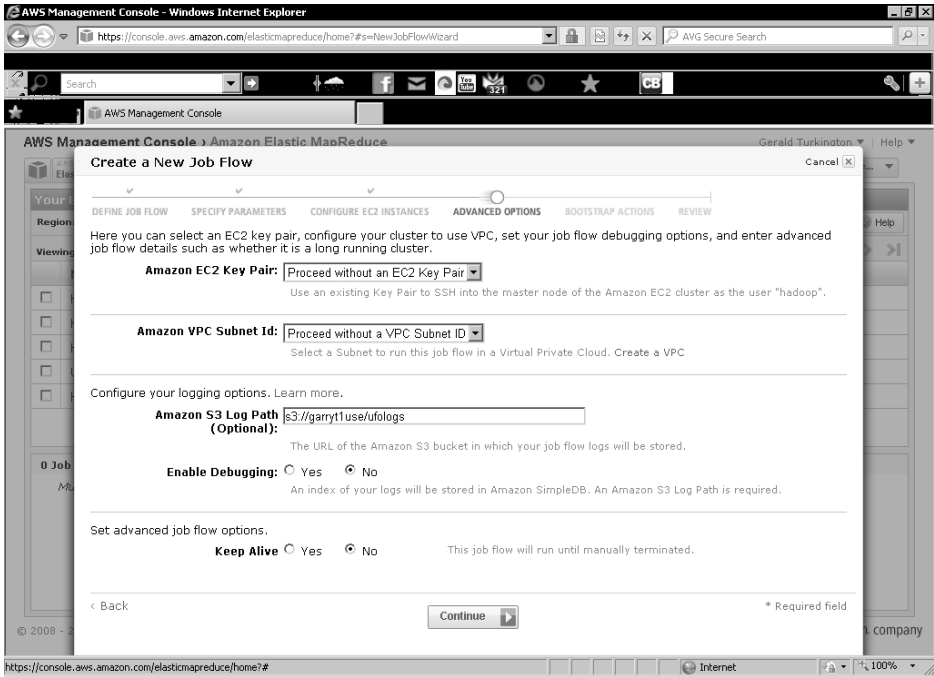 AWS Management Console - Windows Internet Explorer
https://console.aws.amazon.com/elasticmapreduce/home?#s=NewJobFlowWizard
AVG Secure Search
Search
You Tube
321
CB
AWS Management Console
AWS Management Console › Amazon Elastic MapReduce
Gerald Turkington
Help
Create a New Job Flow
Cancel
Elas
Your E
DEFINE JOB FLOW
SPECIFY PARAMETERS
CONFIGURE EC2 INSTANCES
ADVANCED OPTIONS
BOOTSTRAP ACTIONS
REVIEW
Region
Help
Viewing
Here you can select an EC2 key pair, configure your cluster to use VPC, set your job flow debugging options, and enter advanced
job flow details such as whether it is a long running cluster.
Amazon EC2 Key Pair: Proceed without an EC2 Key Pair
Use an existing Key Pair to SSH into the master node of the Amazon EC2 cluster as the user "hadoop".
Amazon VPC Subnet Id: Proceed without a VPC Subnet ID
Select a Subnet to run this job flow in a Virtual Private Cloud. Create a VPC
Configure your logging options. Learn more.
Amazon S3 Log Path s3://garryt1use/ufologs
(Optional):
The URL of the Amazon S3 bucket in which your job flow logs will be stored.
0 Job
Enable Debugging: Yes No
An index of your logs will be stored in Amazon SimpleDB. An Amazon S3 Log Path is required.
Set advanced job flow options.
Keep Alive Yes No
This job flow will run until manually terminated.
‹ Back
Continue
* Required field
© 2008 - 2
company
https://console.aws.amazon.com/elasticmapreduce/home?#
Internet
100%